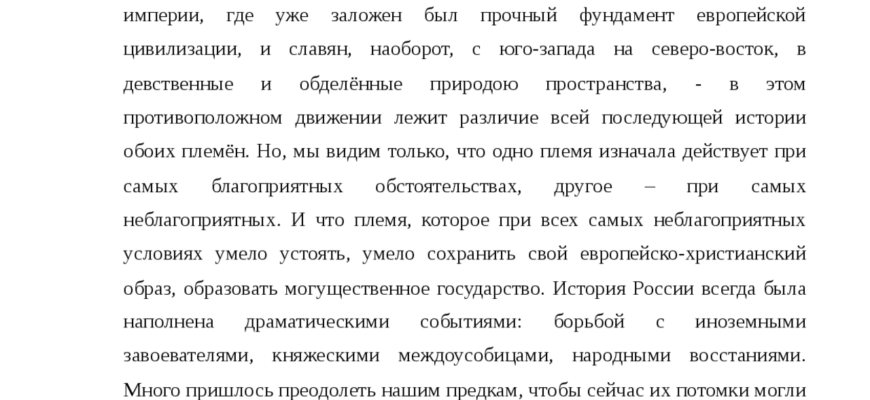 империи, где уже заложен был прочный фундамент европейской
цивилизации, и славян, наоборот, с юго-запада на северо-восток, в
девственные и обделённые природою пространства, - в этом
противоположном движении лежит различие всей последующей истории
обоих племён. Но, мы видим только, что одно племя изначала действует при
самых благоприятных обстоятельствах, другое – при самых
неблагоприятных. И что племя, которое при всех самых неблагоприятных
условиях умело устоять, умело сохранить свой европейско-христианский
образ, образовать могущественное государство. История России всегда была
наполнена драматическими событиями: борьбой с иноземными
завоевателями, княжескими междоусобицами, народными восстаниями.
Много пришлось преодолеть нашим предкам, чтобы сейчас их потомки могли